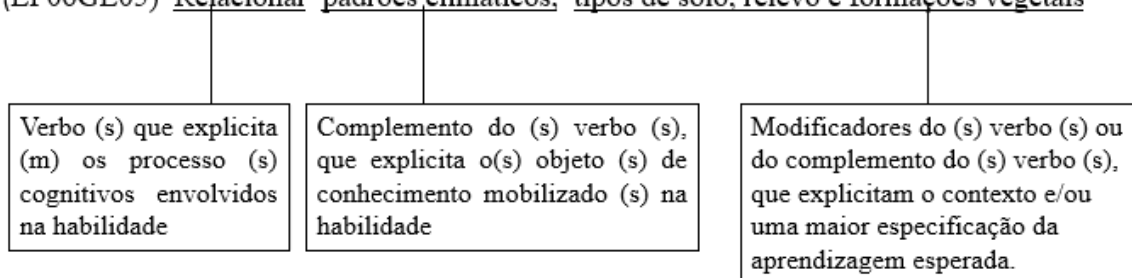 (EF06GE05) Relacionar padrões climáticos, tipos de solo, relevo e formações vegetais
Verbo (s) que explicita
(m) os processo (s)
cognitivos envolvidos
na habilidade
Complemento do (s) verbo (s),
que explicita o(s) objeto (s) de
conhecimento mobilizado (s) na
habilidade
Modificadores do (s) verbo (s) ou
do complemento do (s) verbo (s),
que explicitam o contexto e/ou
uma maior especificação da
aprendizagem esperada.